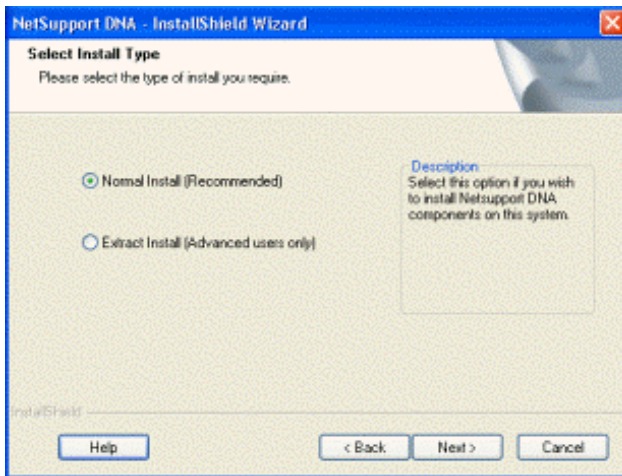 NetSupport DNA - InstallShield Wizard
Select Install Type
Please select the type of install you require.
Normal Install (Recommended)
Extract Install (Advanced users only)
Description
Select this option if you wish
to install Netsupport DNA
components on this system.
InstallShield
Help
< Back
Next >
Cancel